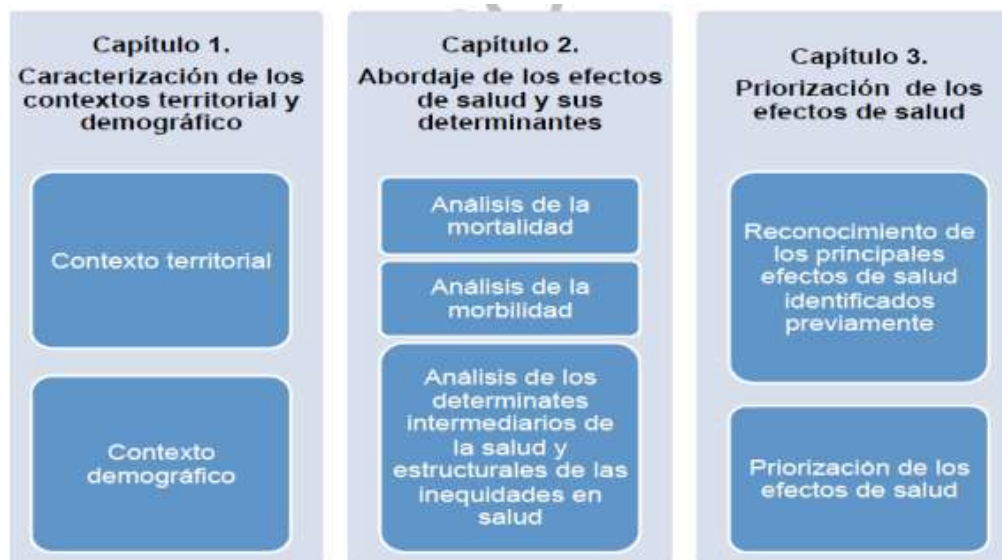 Capítulo 1.
Caracterización de los
contextos territorial y
demográfico
Contexto territorial
Contexto
demográfico
Capítulo 2.
Abordaje de los efectos
de salud y sus
determinantes
Análisis de la
mortalidad
Análisis de la
morbilidad
Análisis de los
determinates
intermediarios de
la salud y
estructurales de las
inequidades en
salud
Capítulo 3.
Priorización de los
efectos de salud
Reconocimiento de
los principales
efectos de salud
identificados
previamente
Priorización de los
efectos de salud